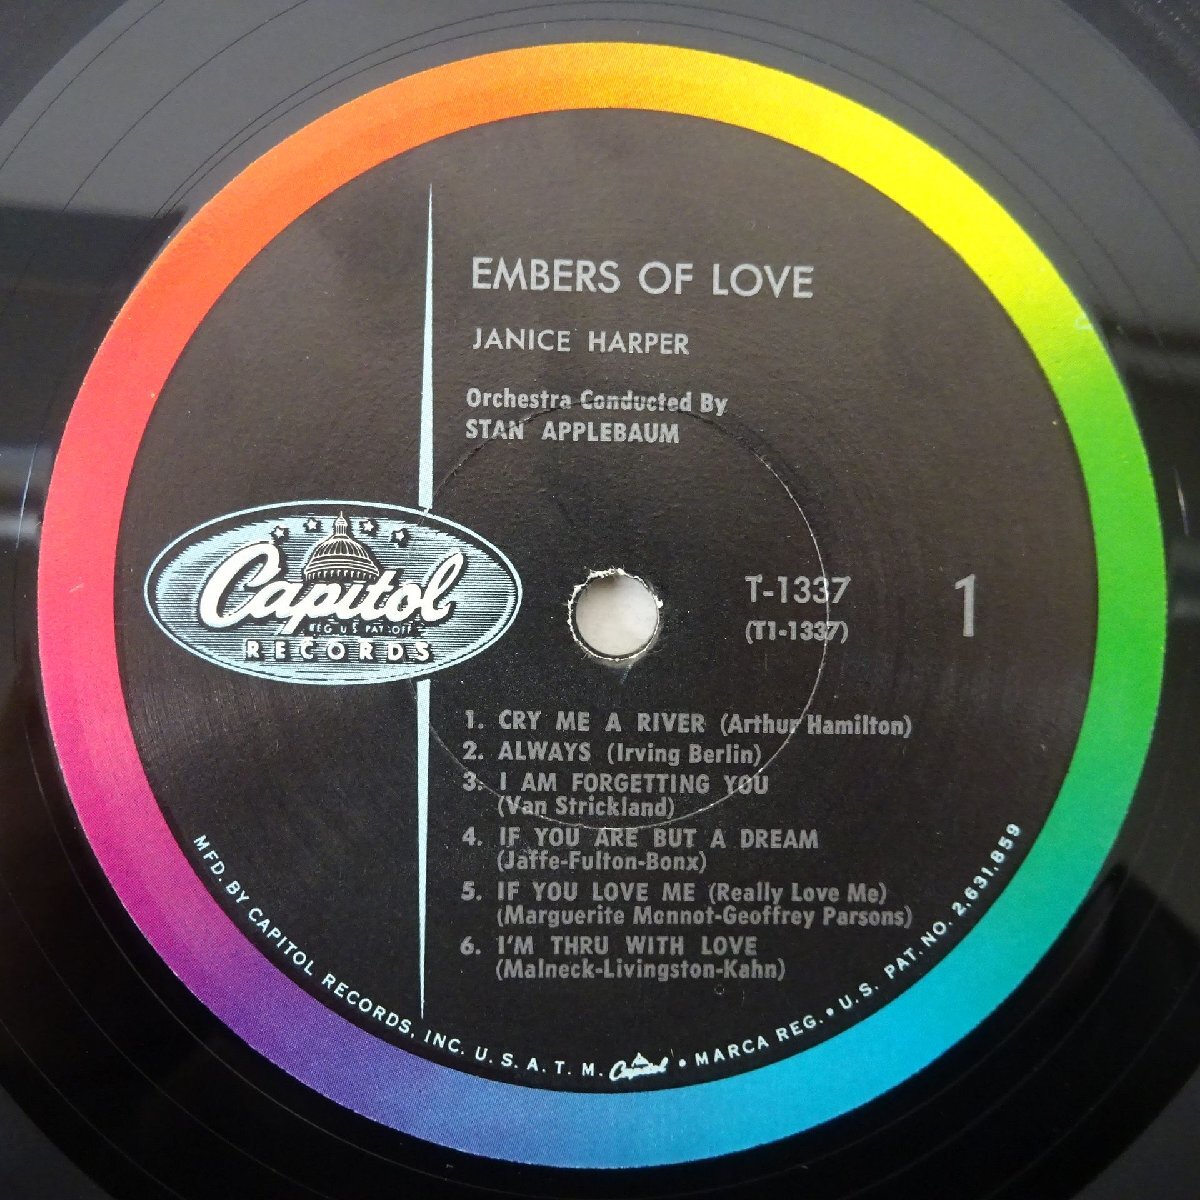 EMBERS OF LOVE
JANICE HARPER
Orchestra Conducted By
STAN APPLEBAUM
Capitol
REG U S PAT OFF
RECORDS
T-1337
(T1-1337)
1
1. CRY ME A RIVER (Arthur Hamilton)
2. ALWAYS (Irving Berlin)
3. I AM FORGETTING YOU
(Van Strickland)
4. IF YOU ARE BUT A DREAM
(Jaffe-Fulton-Bonx)
5. IF YOU LOVE ME (Really Love Me)
(Marguerite Monnot-Geoffrey Parsons)
6. I'M THRU WITH LOVE
(Malneck-Livingston-Kahn)
MFD. BY CAPITOL RECORDS, INC. U. S. A. T. M. Capitol • MARCA REG. • U.S. PAT. NO. 2,631,859